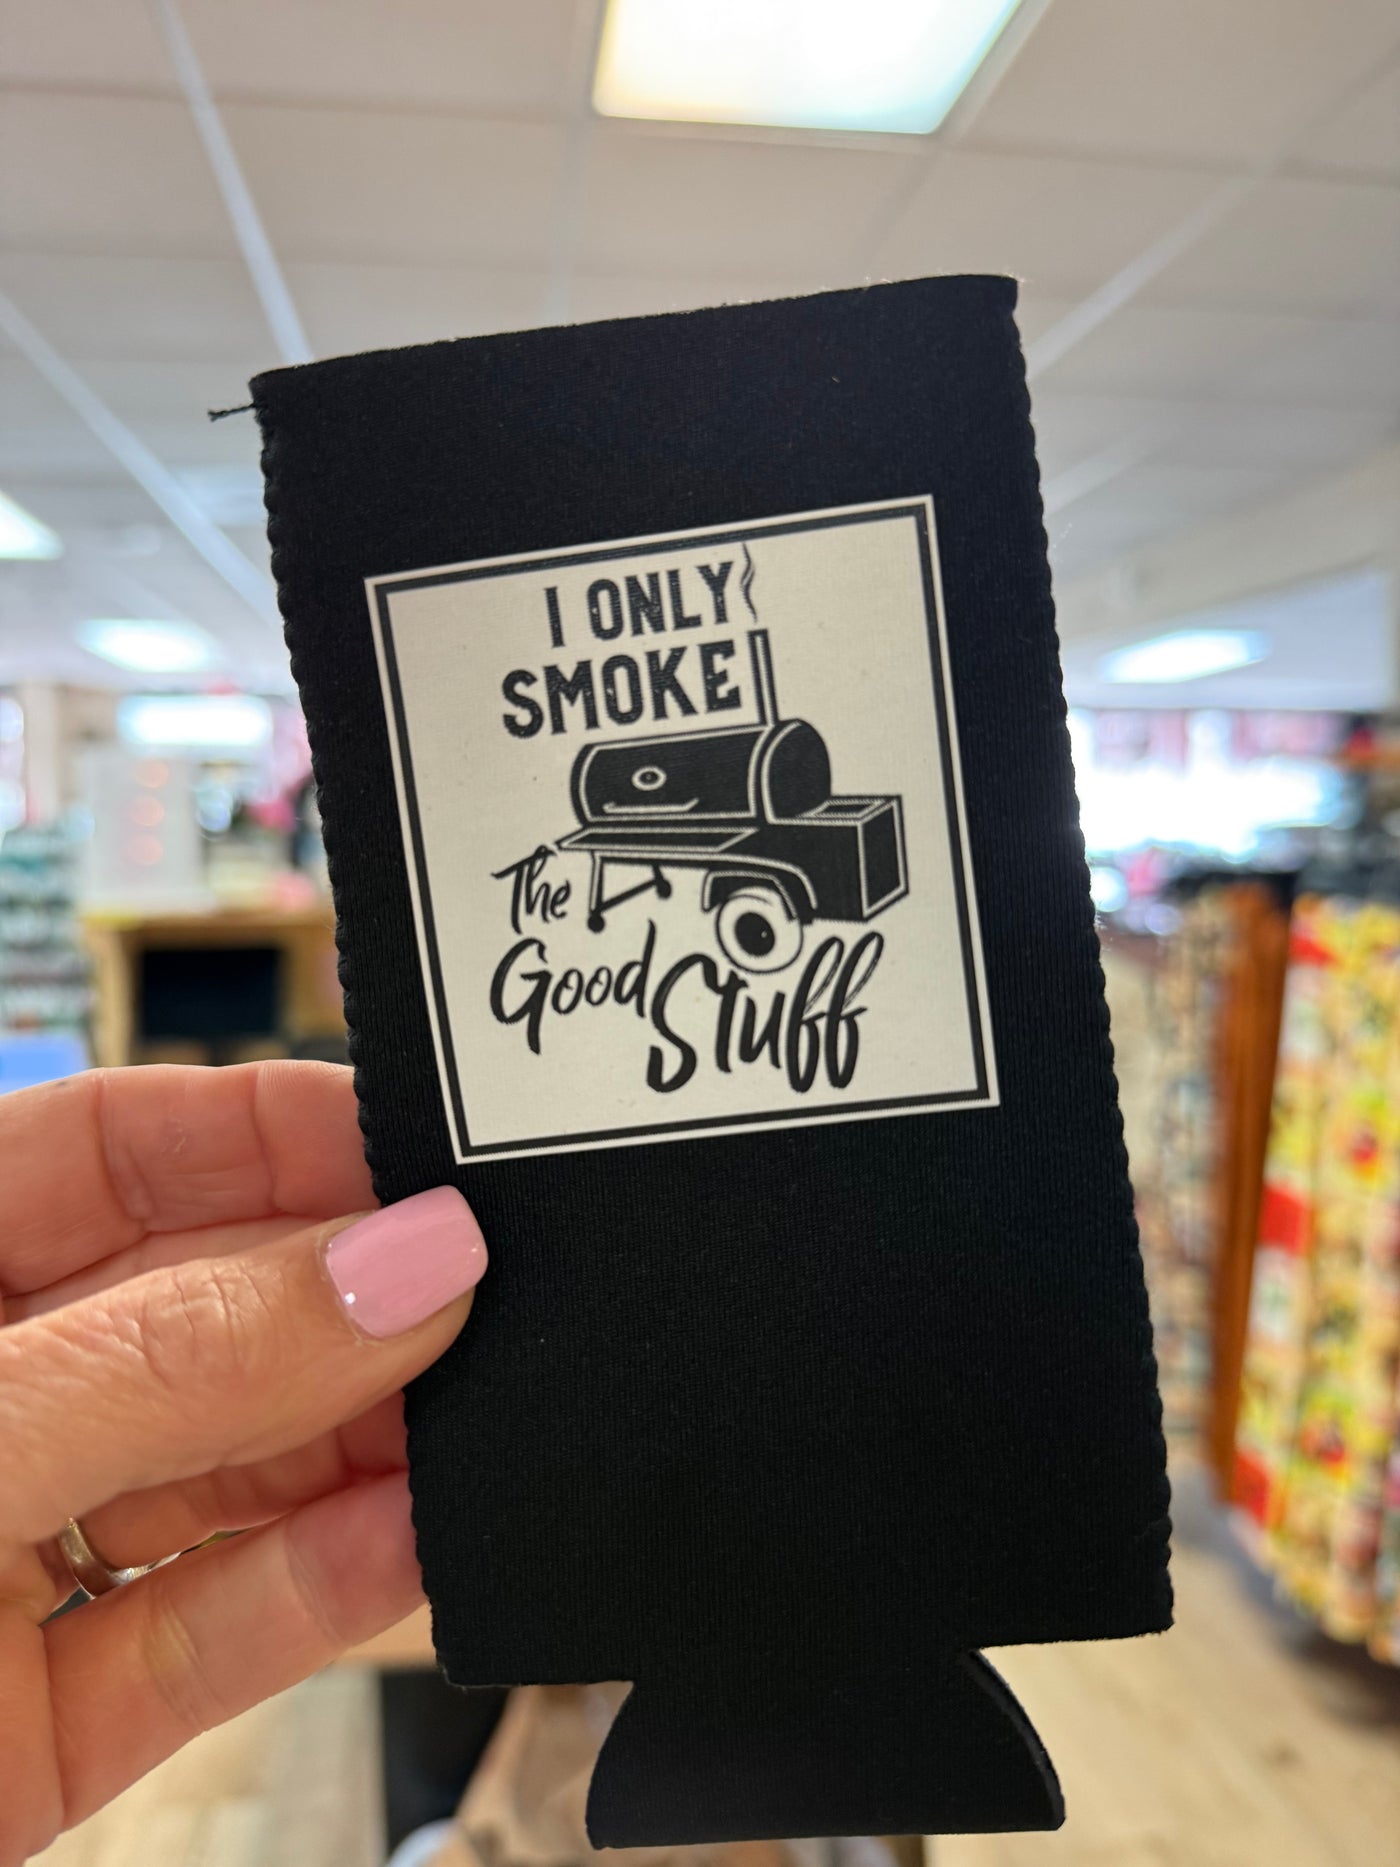 I ONLY
SMOKE
The
Good Stuff